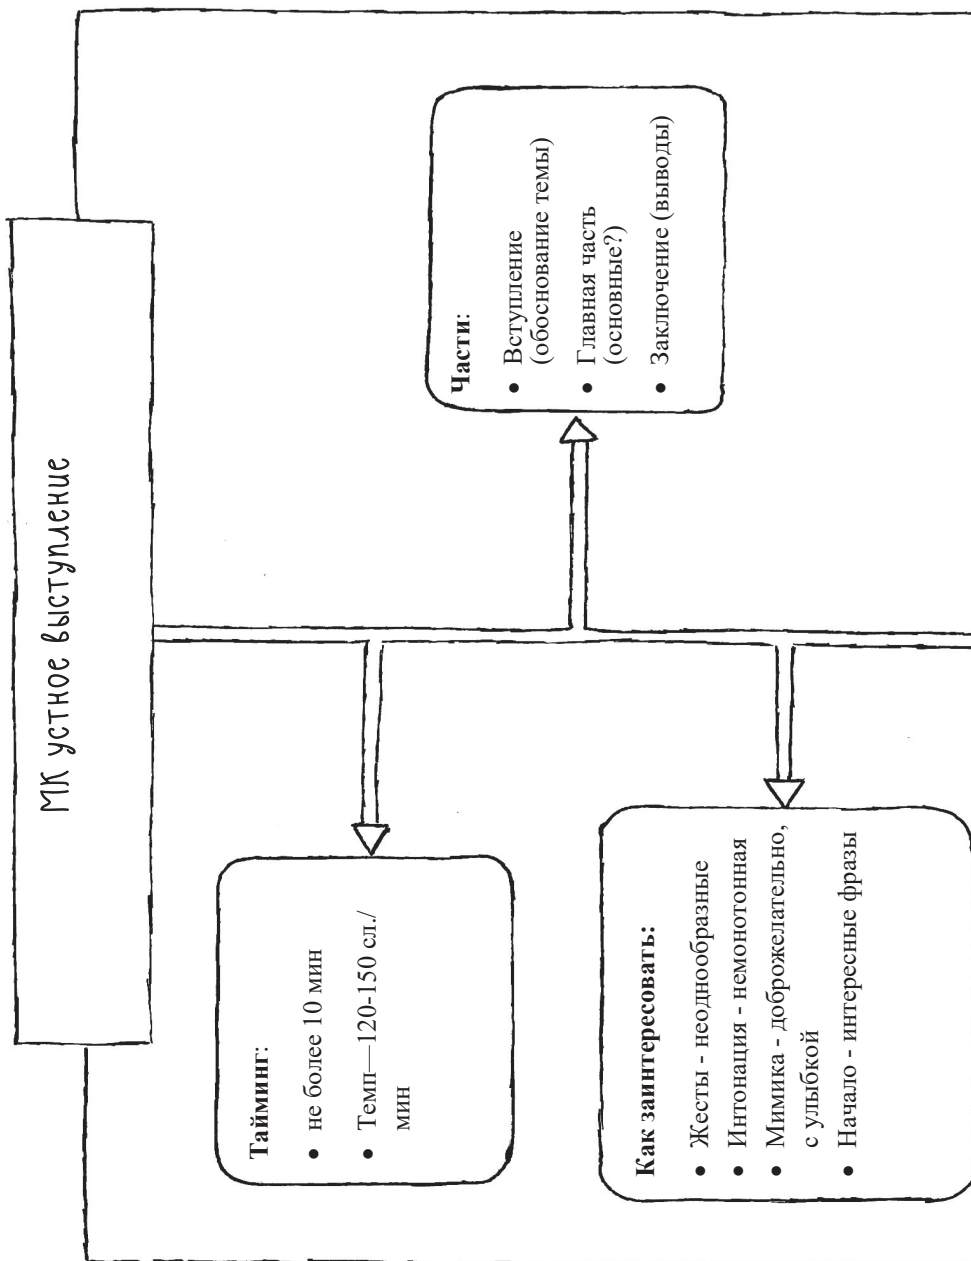 МК устное выступление
Тайминг:
• не более 10 мин
• Темп—120-150 сл./
мин
Части:
• Вступление
(обоснование темы)
• Главная часть
(основные?)
• Заключение (выводы)
Как заинтересовать:
• Жесты - неоднообразные
• Интонация - немонотонная
• Мимика - доброжелательно,
с улыбкой
• Начало - интересные фразы